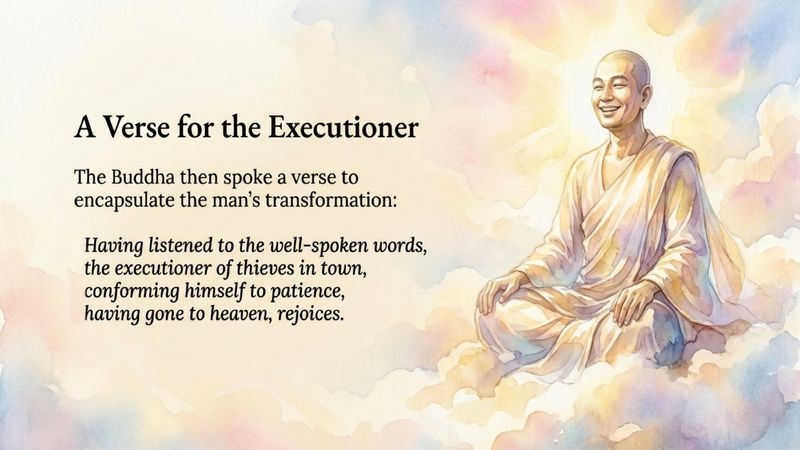 A Verse for the Executioner
The Buddha then spoke a verse to
encapsulate the man’s transformation:
Having listened to the well-spoken words,
the executioner of thieves in town,
conforming himself to patience,
having gone to heaven, rejoices.